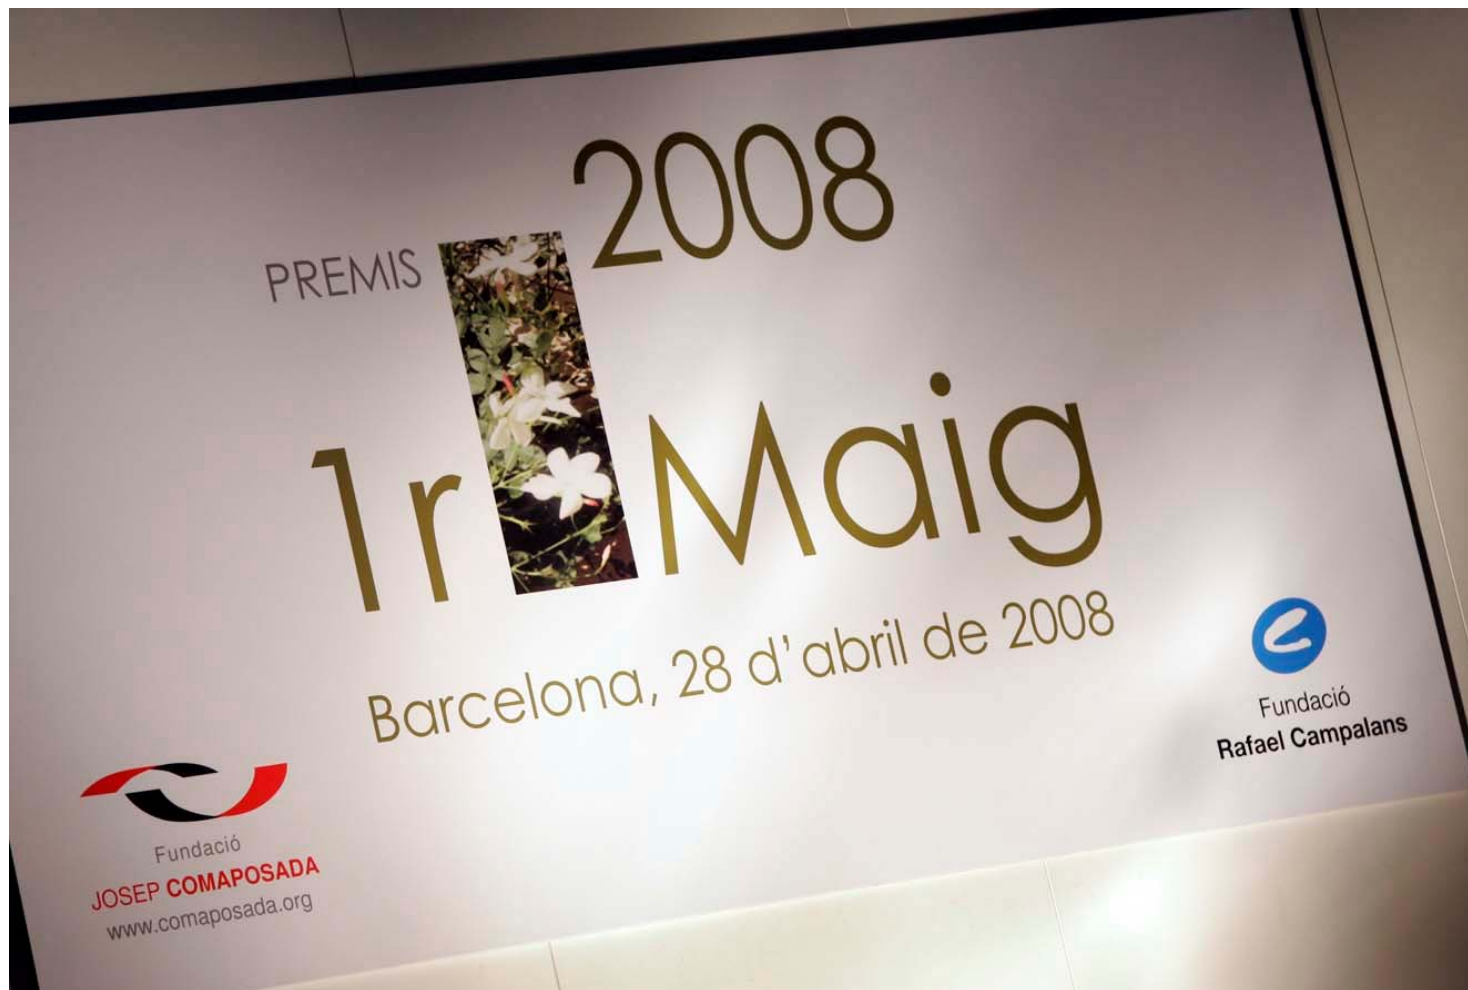 2008
PREMIS
1r Maig
Barcelona, 28 d'abril de 2008
Fundació
Rafael Campalans
Fundació
JOSEP COMAPOSADA
www.comaposada.org